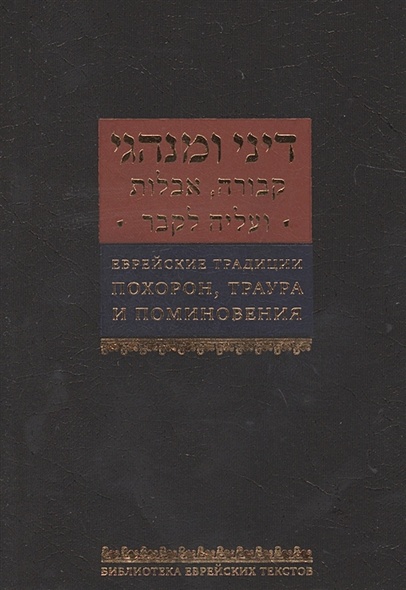 דיני ומנהגי
קבורה, אבלות
• ועליה לקבר •
ЕВРЕЙСКИЕ ТРАДИЦИИ
ПОХОРОН, ТРАУРА
И ПОМИНОВЕНИЯ
БИБЛИОТЕКА ЕВРЕЙСКИХ ТЕКСТОВ